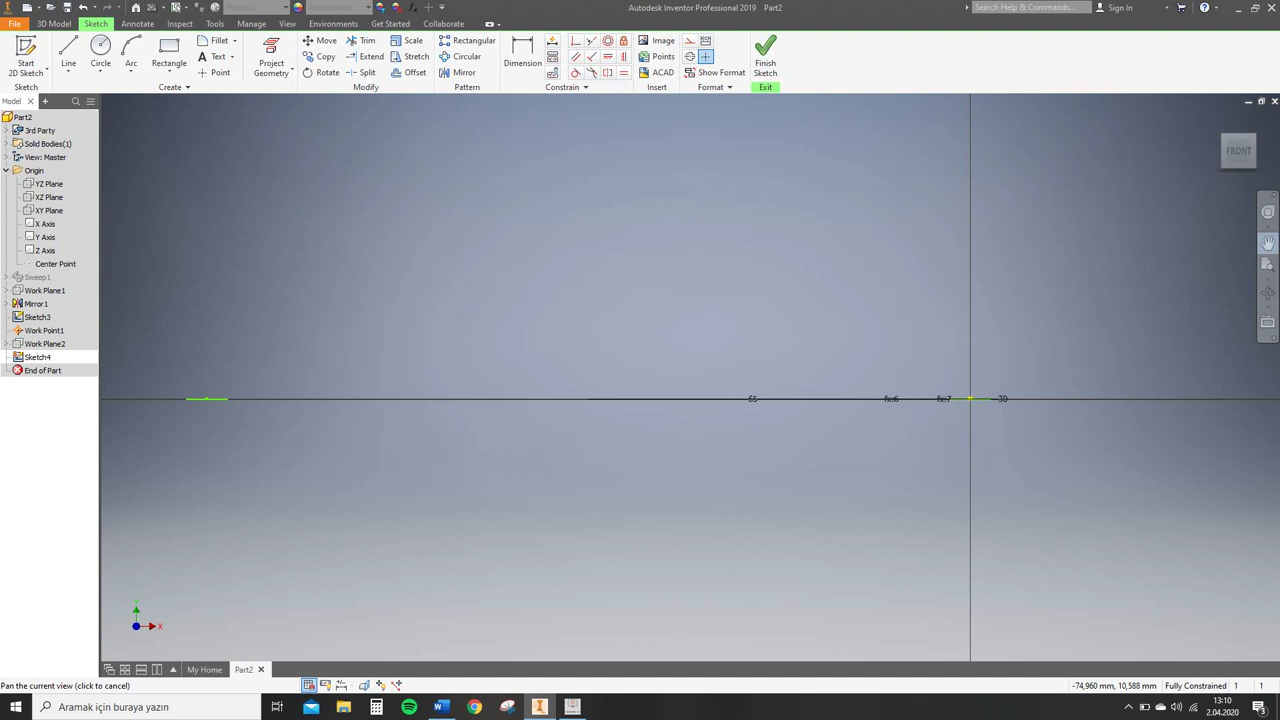 Material
Appearance
Autodesk Inventor Professional 2019 Part2
Search Help & Commands...
Sign In
File
3D Model
Sketch
Annotate
Inspect
Tools
Manage
View
Environments
Get Started
Collaborate
Start
2D Sketch
Line
Circle
Arc
Rectangle
Fillet
Text
Point
Project
Geometry
Move
Copy
Rotate
Trim
Extend
Split
Scale
Stretch
Offset
Rectangular
Circular
Mirror
Dimension
Image
Points
ACAD
Show Format
Finish
Sketch
Sketch
Create
Modify
Pattern
Constrain
Insert
Format
Exit
Model
Part2
3rd Party
Solid Bodies(1)
View: Master
Origin
YZ Plane
XZ Plane
XY Plane
X Axis
Y Axis
Z Axis
Center Point
Sweep1
Work Plane1
Mirror1
Sketch3
Work Point1
Work Plane2
Sketch4
End of Part
FRONT
65
fx:6
fx:7
30
Y
X
My Home
Part2
Pan the current view (click to cancel)
-74,960 mm, 10,588 mm
Fully Constrained
1
1
Aramak için buraya yazın
13:10
2.04.2020